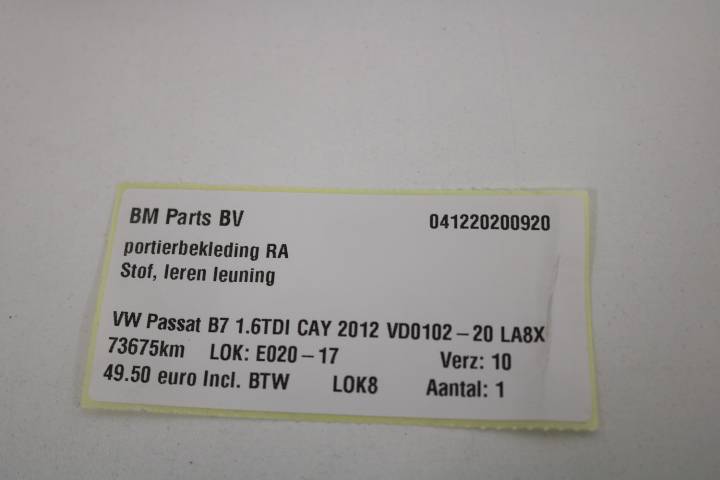 BM Parts BV 041220200920
portierbekleding RA
Stof, leren leuning
VW Passat B7 1.6TDI CAY 2012 VD0102-20 LA8X
73675km LOK: E020-17 Verz: 10
49.50 euro Incl. BTW LOK8 Aantal: 1